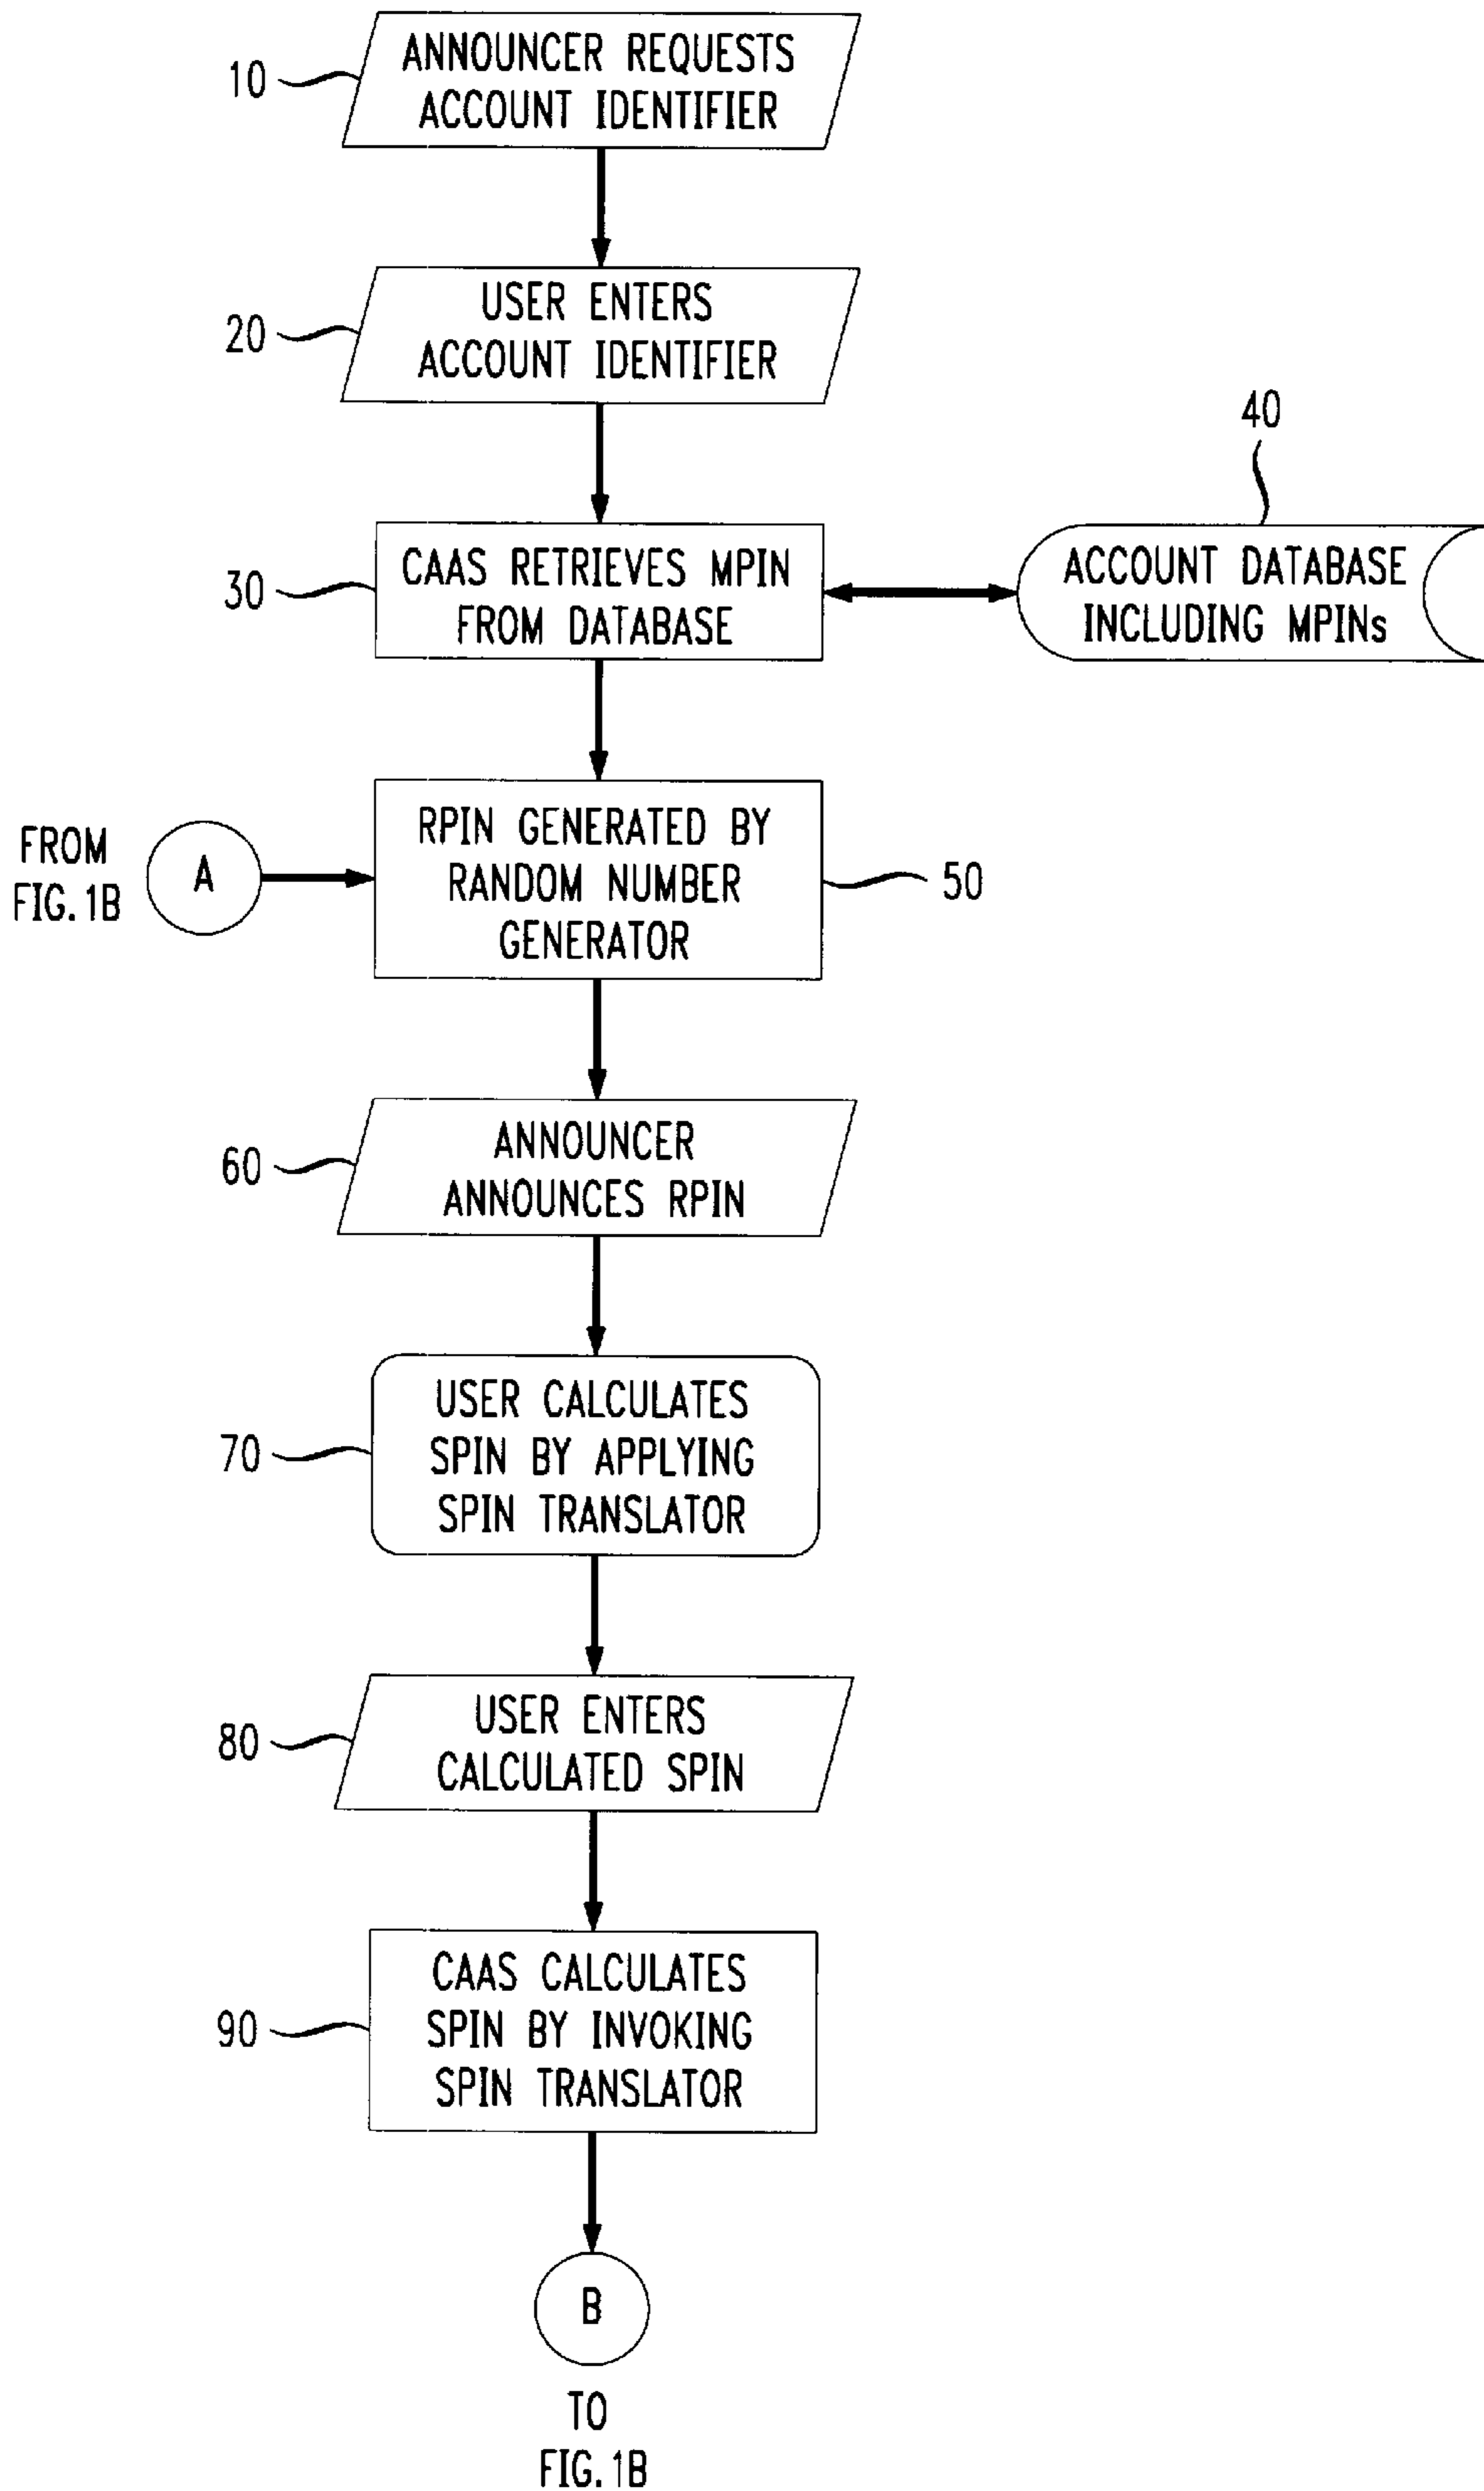 10
ANNOUNCER REQUESTS
ACCOUNT IDENTIFIER
20
USER ENTERS
ACCOUNT IDENTIFIER
30
CAAS RETRIEVES MPIN
FROM DATABASE
40
ACCOUNT DATABASE
INCLUDING MPINs
FROM
FIG. 1B
A
RPIN GENERATED BY
RANDOM NUMBER
GENERATOR
50
60
ANNOUNCER
ANNOUNCES RPIN
70
USER CALCULATES
SPIN BY APPLYING
SPIN TRANSLATOR
80
USER ENTERS
CALCULATED SPIN
90
CAAS CALCULATES
SPIN BY INVOKING
SPIN TRANSLATOR
B
TO
FIG. 1B